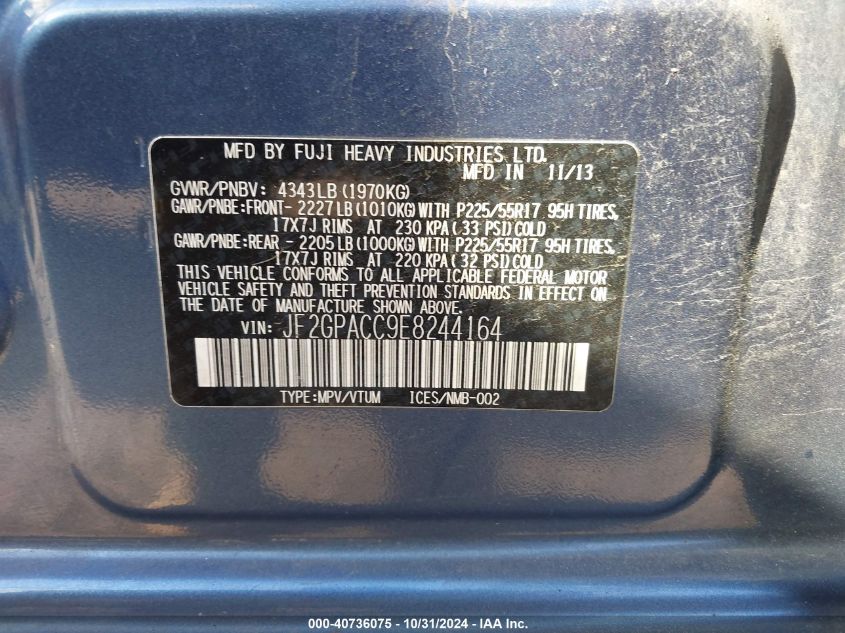 MFD BY FUJI HEAVY INDUSTRIES LTD.
MFD IN 11/13
GVWR/PNBV: 4343LB(1970KG)
GAWR/PNBE:FRONT- 2227LB(1010KG)WITH P225/55R17 95H TIRES,
17X7J RIMS AT 230 KPA(33 PSI)COLD
GAWR/PNBE:REAR - 2205LB(1000KG)WITH P225/55R17 95H TIRES,
17X7J RIMS AT 220 KPA(32 PSI)COLD
THIS VEHICLE CONFORMS TO ALL APPLICABLE FEDERAL MOTOR
VEHICLE SAFETY AND THEFT PREVENTION STANDARDS IN EFFECT ON
THE DATE OF MANUFACTURE SHOWN ABOVE.
VIN: JF2GPACC9E8244164
TYPE:MPV/VTUM ICES/NMB-002
000-40736075 - 10/31/2024 - IAA Inc.